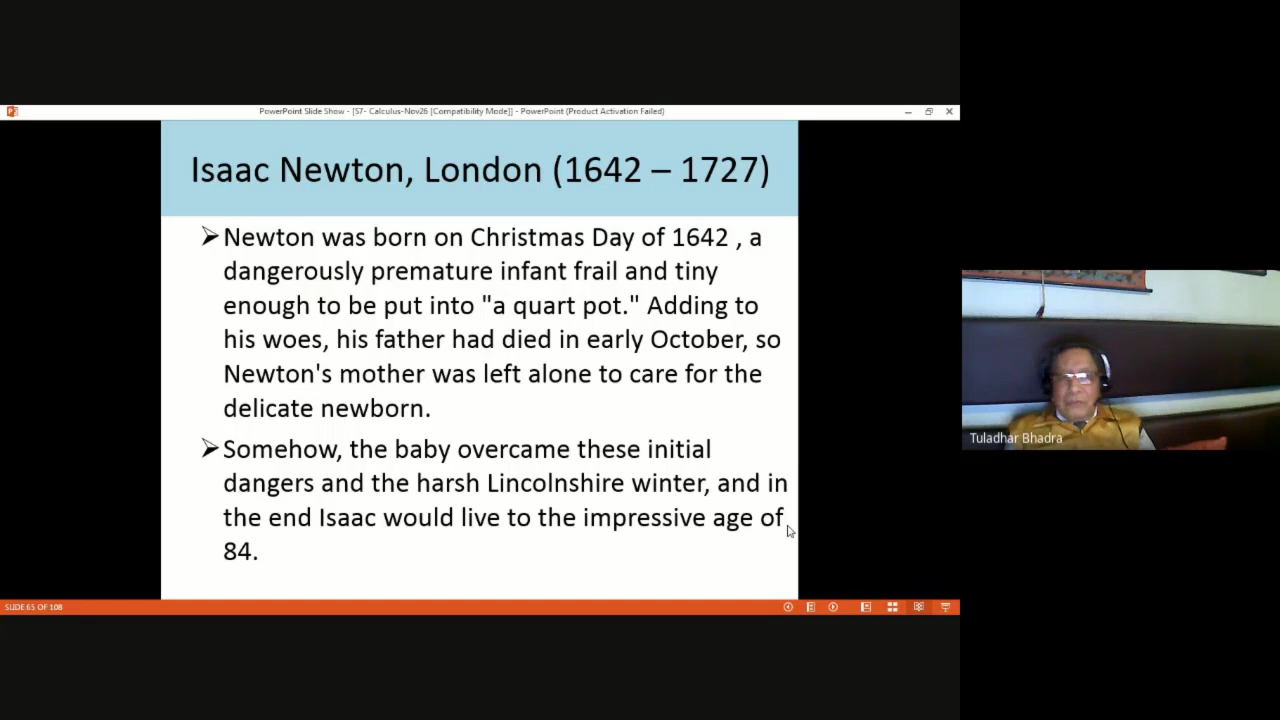 PowerPoint Slide Show - [57- Calculus-Nov26 [Compatibility Mode]] - PowerPoint (Product Activation Failed)
Isaac Newton, London (1642 – 1727)
➢Newton was born on Christmas Day of 1642 , a
dangerously premature infant frail and tiny
enough to be put into "a quart pot." Adding to
his woes, his father had died in early October, so
Newton's mother was left alone to care for the
delicate newborn.
➢Somehow, the baby overcame these initial
dangers and the harsh Lincolnshire winter, and in
the end Isaac would live to the impressive age of
84.
Tuladhar Bhadra
SLIDE 65 OF 108